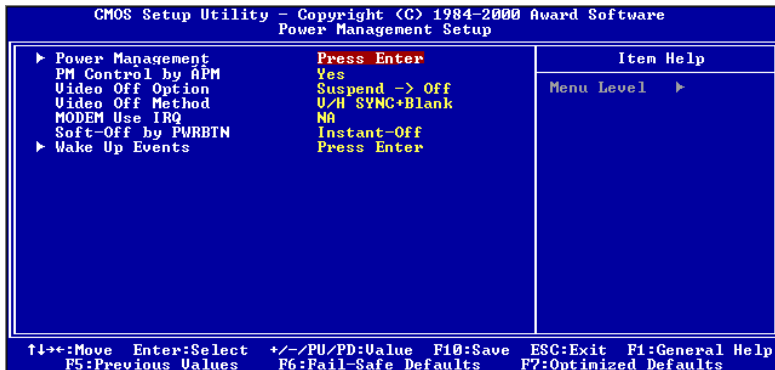 CMOS Setup Utility - Copyright (C) 1984-2000 Award Software
Power Management Setup
► Power Management Press Enter
PM Control by APM Yes
Video Off Option Suspend -> Off
Video Off Method V/H SYNC+Blank
MODEM Use IRQ NA
Soft-Off by PWRBTN Instant-Off
► Wake Up Events Press Enter
Item Help
Menu Level ►
↑↓→←:Move Enter:Select +/-/PU/PD:Value F10:Save ESC:Exit F1:General Help
F5:Previous Values F6:Fail-Safe Defaults F7:Optimized Defaults